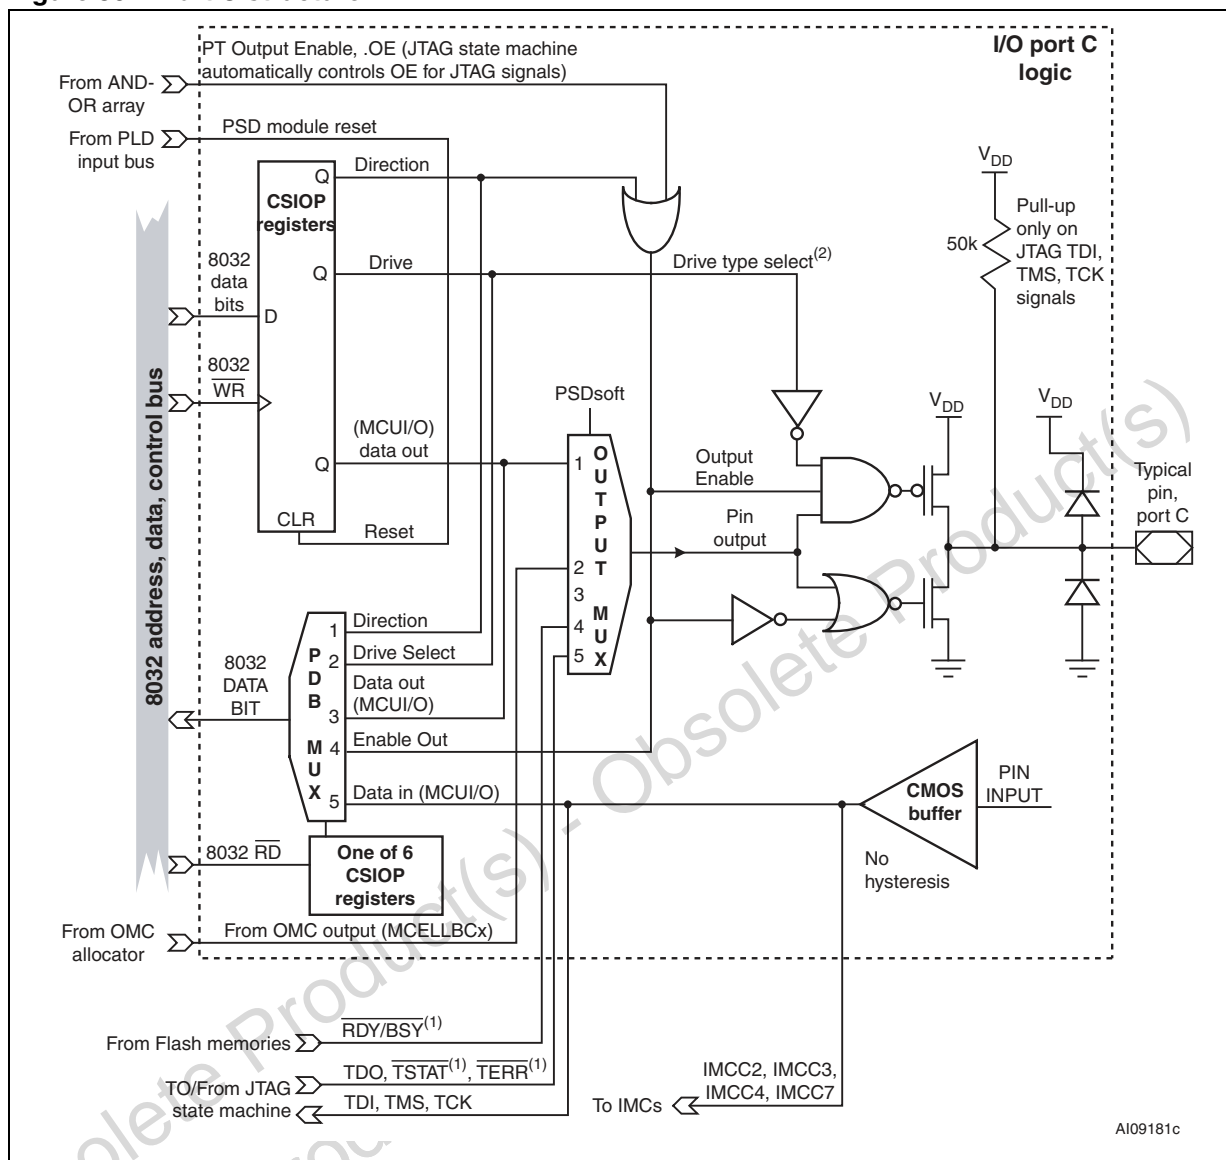 PT Output Enable, .OE (JTAG state machine
automatically controls OE for JTAG signals)
I/O port C
logic
From AND-
OR array
From PLD
input bus
PSD module reset
CSIOP
registers
Q
Direction
Q
Drive
Drive type select(2)
VDD
50k
Pull-up
only on
JTAG TDI,
TMS, TCK
signals
8032 address, data, control bus
8032
data
bits
D
8032
WR
(MCUI/O)
data out
Q
CLR
Reset
PSDsoft
OUTPUT MUX
1
2
3
4
5
Output
Enable
Pin
output
VDD
VDD
Typical
pin,
port C
PDB MUX
1
2
3
4
5
Direction
Drive Select
Data out
(MCUI/O)
Enable Out
Data in (MCUI/O)
8032
DATA
BIT
8032 RD
One of 6
CSIOP
registers
CMOS
buffer
PIN
INPUT
No
hysteresis
From OMC
allocator
From OMC output (MCELLBCx)
From Flash memories
RDY/BSY(1)
TO/From JTAG
state machine
TDO, TSTAT(1), TERR(1)
TDI, TMS, TCK
To IMCs
IMCC2, IMCC3,
IMCC4, IMCC7
AI09181c
Obsolete Product(s) - Obsolete Product(s)